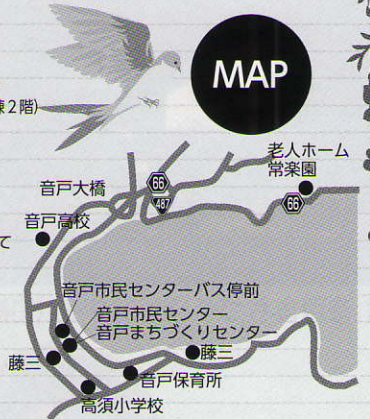 MAP
棟2階)
老人ホーム
常楽園
66
音戸大橋
487
66
音戸高校
て
音戸市民センターバス停前
音戸市民センター
音戸まちづくりセンター
藤三
藤三
音戸保育所
高須小学校